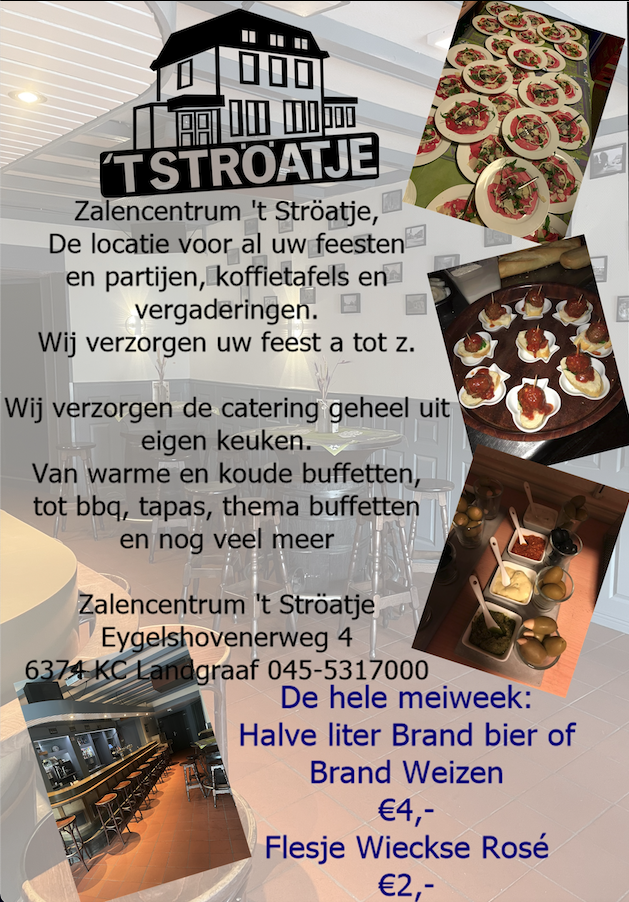 'T STRÖATJE
Zalencentrum 't Ströatje,
De locatie voor al uw feesten
en partijen, koffietafels en
vergaderingen.
Wij verzorgen uw feest a tot z.
Wij verzorgen de catering geheel uit
eigen keuken.
Van warme en koude buffetten,
tot bbq, tapas, thema buffetten
en nog veel meer
Zalencentrum 't Ströatje
Eygelshovenerweg 4
6374 KC Landgraaf 045-5317000
De hele meiweek:
Halve liter Brand bier of
Brand Weizen
€4,-
Flesje Wieckse Rosé
€2,-